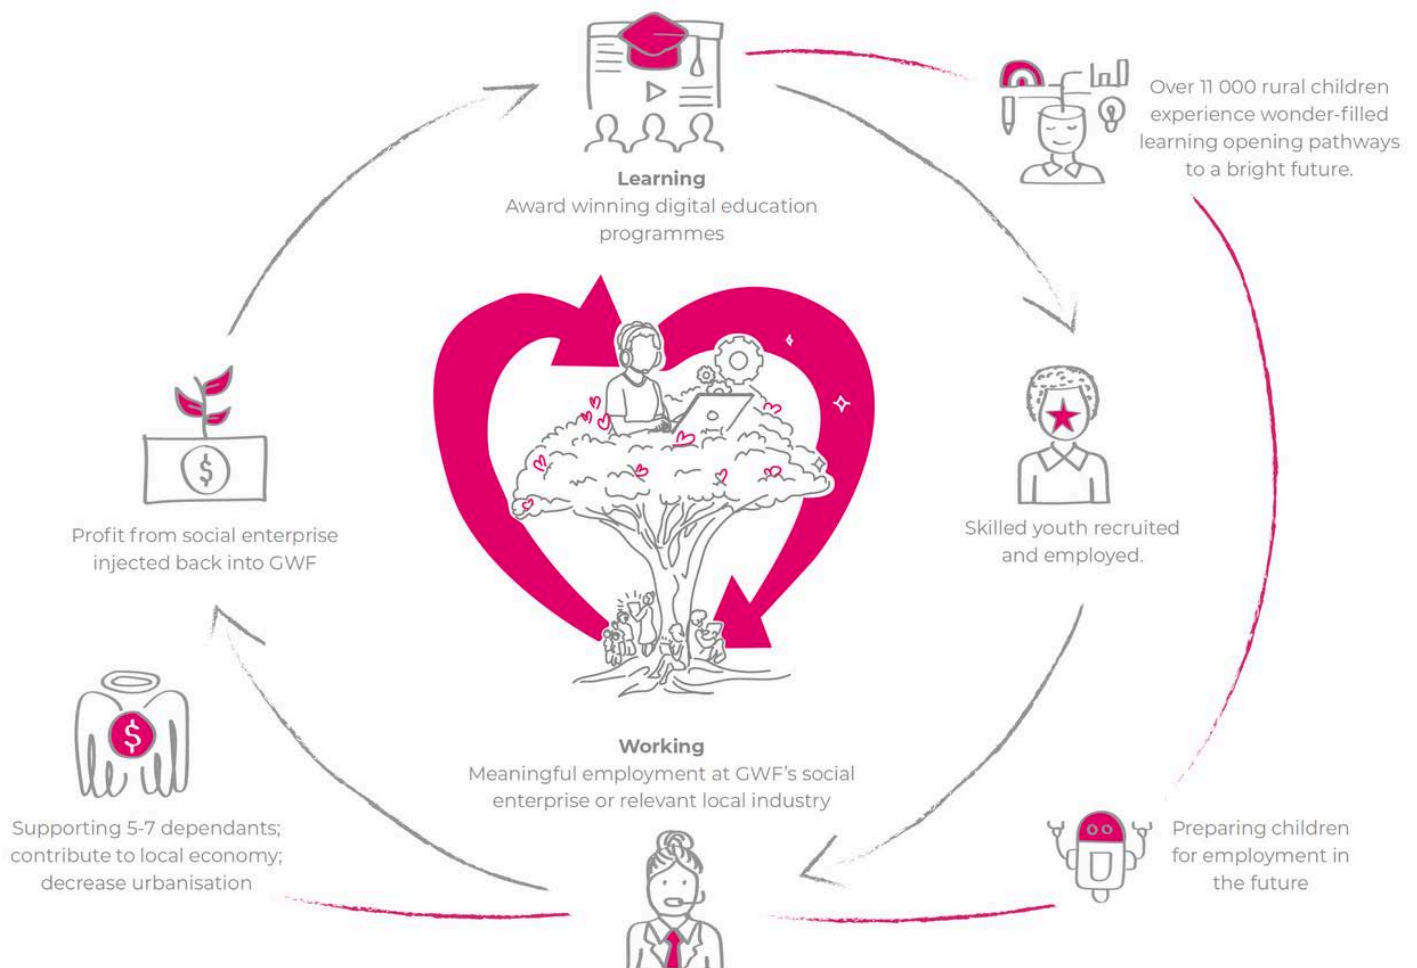 Learning
Award winning digital education
programmes
Over 11 000 rural children
experience wonder-filled
learning opening pathways
to a bright future.
$
Profit from social enterprise
injected back into GWF
Skilled youth recruited
and employed.
Working
Meaningful employment at GWF's social
enterprise or relevant local industry
$
Supporting 5-7 dependants;
contribute to local economy;
decrease urbanisation
Preparing children
for employment in
the future